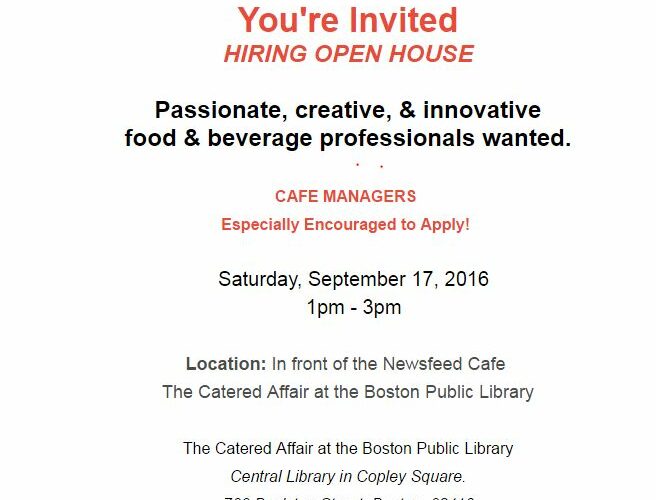 You're Invited
HIRING OPEN HOUSE
Passionate, creative, & innovative
food & beverage professionals wanted.
CAFE MANAGERS
Especially Encouraged to Apply!
Saturday, September 17, 2016
1pm - 3pm
Location: In front of the Newsfeed Cafe
The Catered Affair at the Boston Public Library
The Catered Affair at the Boston Public Library
Central Library in Copley Square.